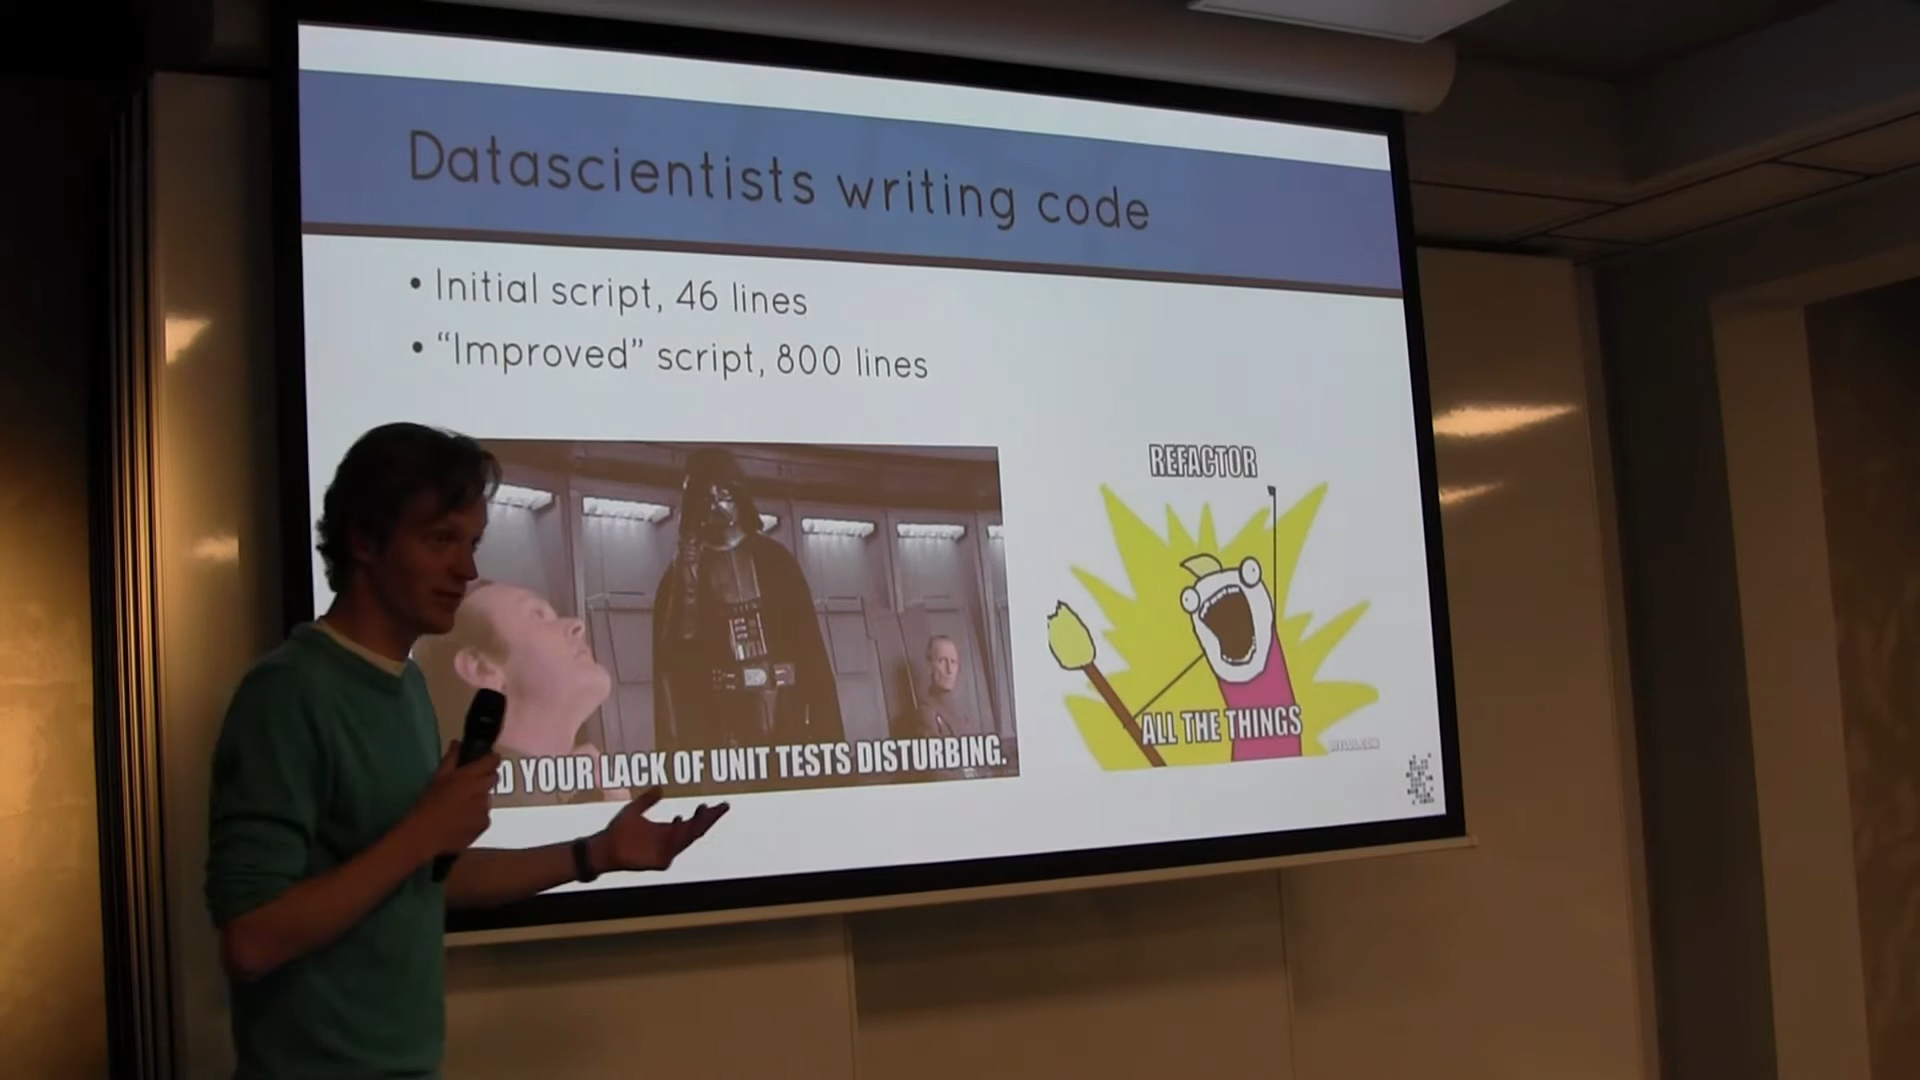 Datascientists writing code
• Initial script, 46 lines
• “Improved” script, 800 lines
YOUR LACK OF UNIT TESTS DISTURBING.
REFACTOR
ALL THE THINGS